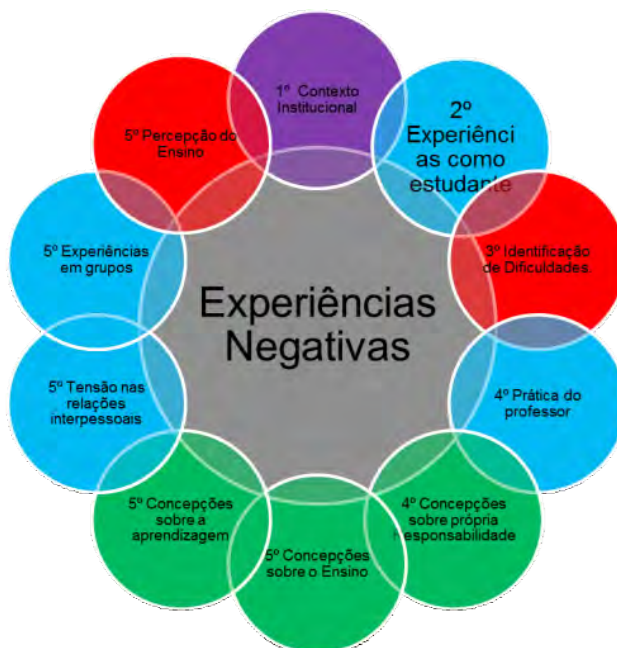 1º Contexto
Institucional
2º
Experiênci
as como
estudante
3º Identificação
de Dificuldades.
4º Prática do
professor
4º Concepções
sobre própria
responsabilidade
5º Concepções
sobre o Ensino
5º Concepções
sobre a
aprendizagem
5º Tensão nas
relações
interpessoais
5º Experiências
em grupos
5º Percepção do
Ensino
Experiências
Negativas